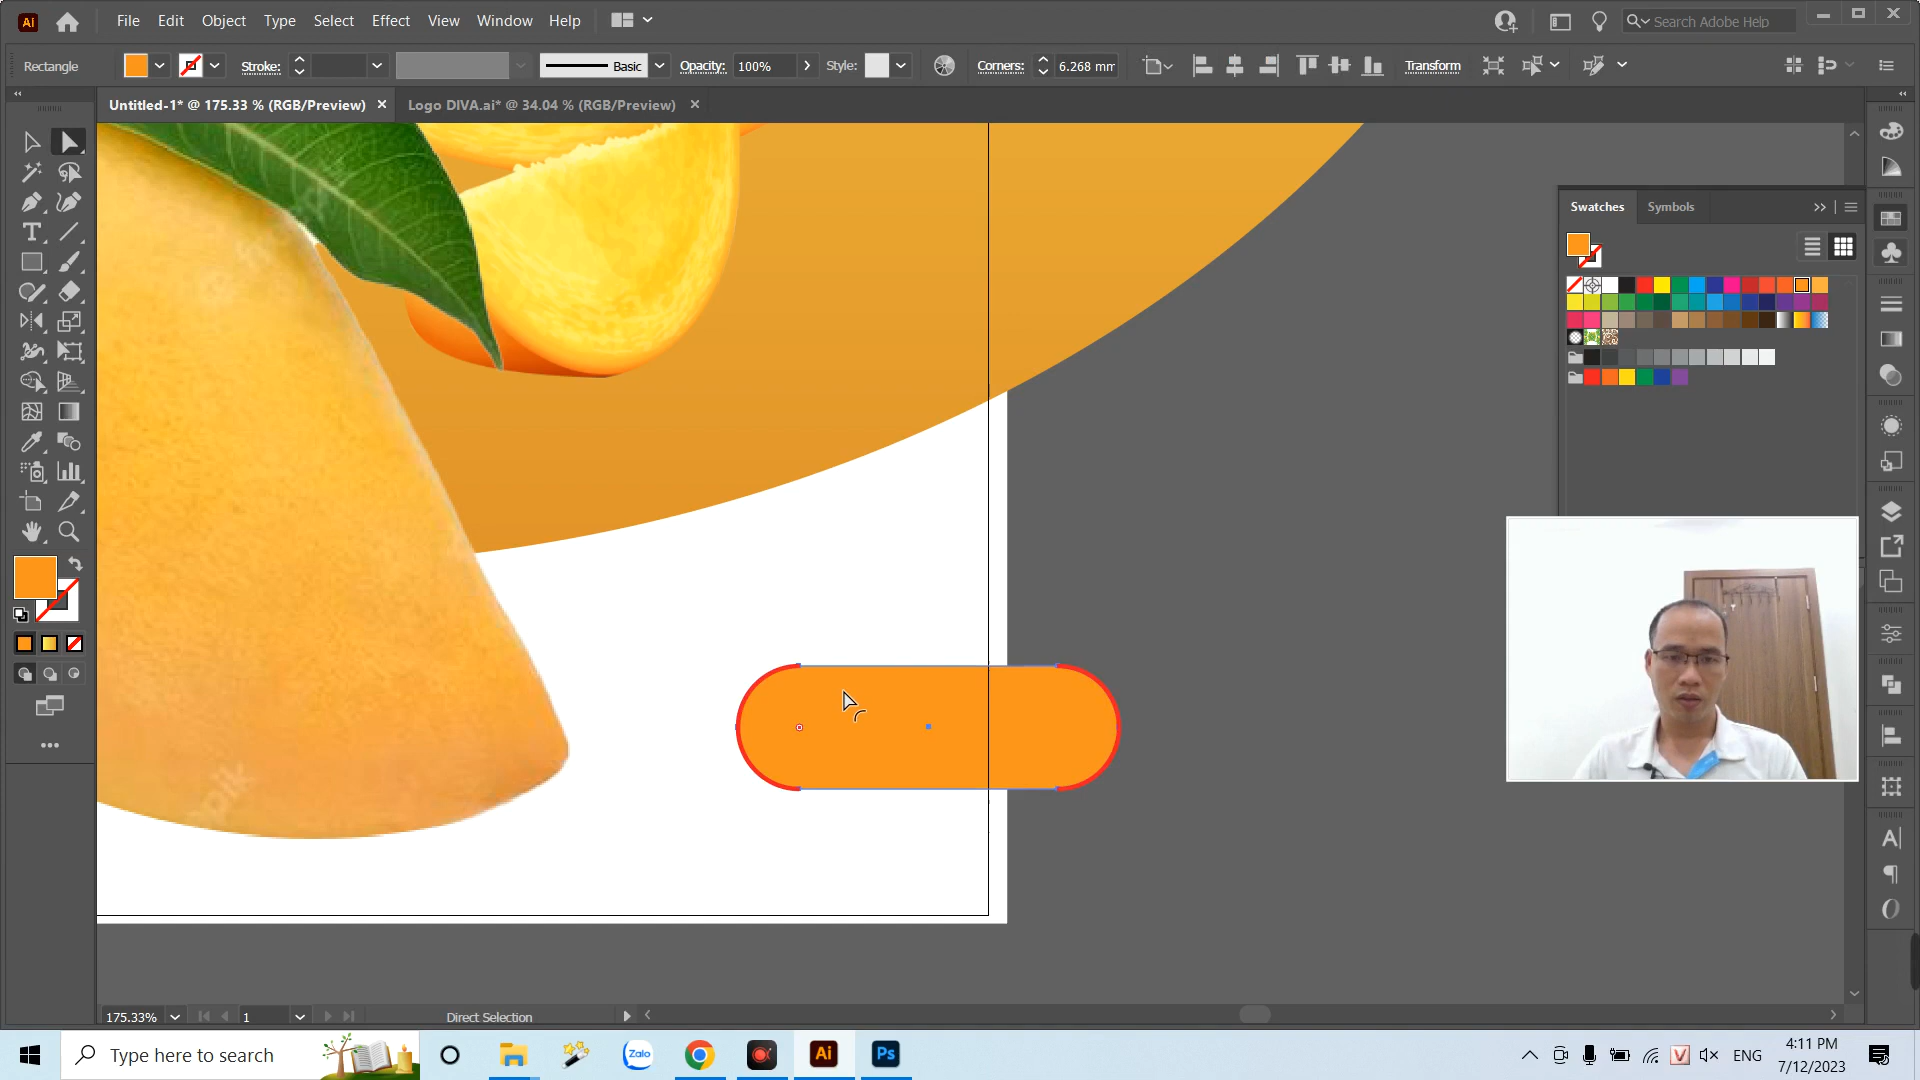 Ai File Edit Object Type Select Effect View Window Help Search Adobe Help
Rectangle Stroke: Basic Opacity: 100% Style: Corners: 6.268 mm Transform
Untitled-1* @ 175.33 % (RGB/Preview) Logo DIVA.ai* @ 34.04 % (RGB/Preview)
Swatches Symbols
175.33% 1 Direct Selection
Type here to search Zalo Ai Ps ENG
4:11 PM
7/12/2023